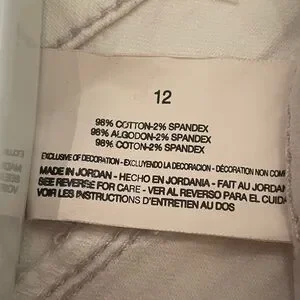 12
98% COTTON-2% SPANDEX
98% ALGODON-2% SPANDEX
98% COTON-2% SPANDEX
EXCLUSIVE OF DECORATION - EXCLUYENDO LA DECORACION - DÉCORATION NON COM
MADE IN JORDAN - HECHO EN JORDANIA - FAIT AU JORDAN
SEE REVERSE FOR CARE - VER AL REVERSO PARA EL CUIDA
VOIR LES INSTRUCTIONS D'ENTRETIEN AU DOS